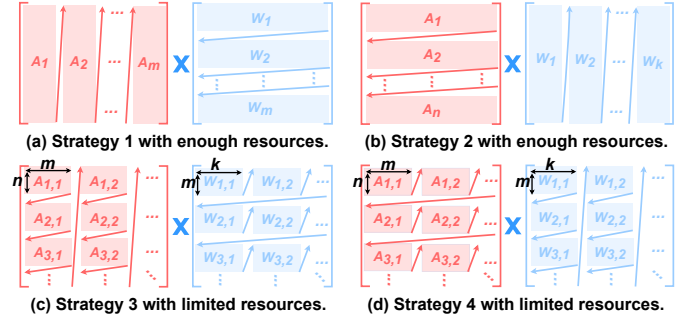 A1 A2 ... Am X W1 W2 ... Wm
... ... ⋮ ⋮
A1 A2 ... An X W1 W2 ... Wk
⋮ ⋮ ... ...
(a) Strategy 1 with enough resources. (b) Strategy 2 with enough resources.
m k m k
n A1,1 A1,2 ... m W1,1 W1,2 ... n A1,1 A1,2 ... m W1,1 W1,2 ...
A2,1 A2,2 ... X W2,1 W2,2 ... A2,1 A2,2 ... X W2,1 W2,2 ...
A3,1 A3,2 ... W3,1 W3,2 ... A3,1 A3,2 ... W3,1 W3,2 ...
⋮ ⋮ ⋱ ⋮ ⋮ ⋱ ⋮ ⋮ ⋱ ⋮ ⋮ ⋱
(c) Strategy 3 with limited resources. (d) Strategy 4 with limited resources.